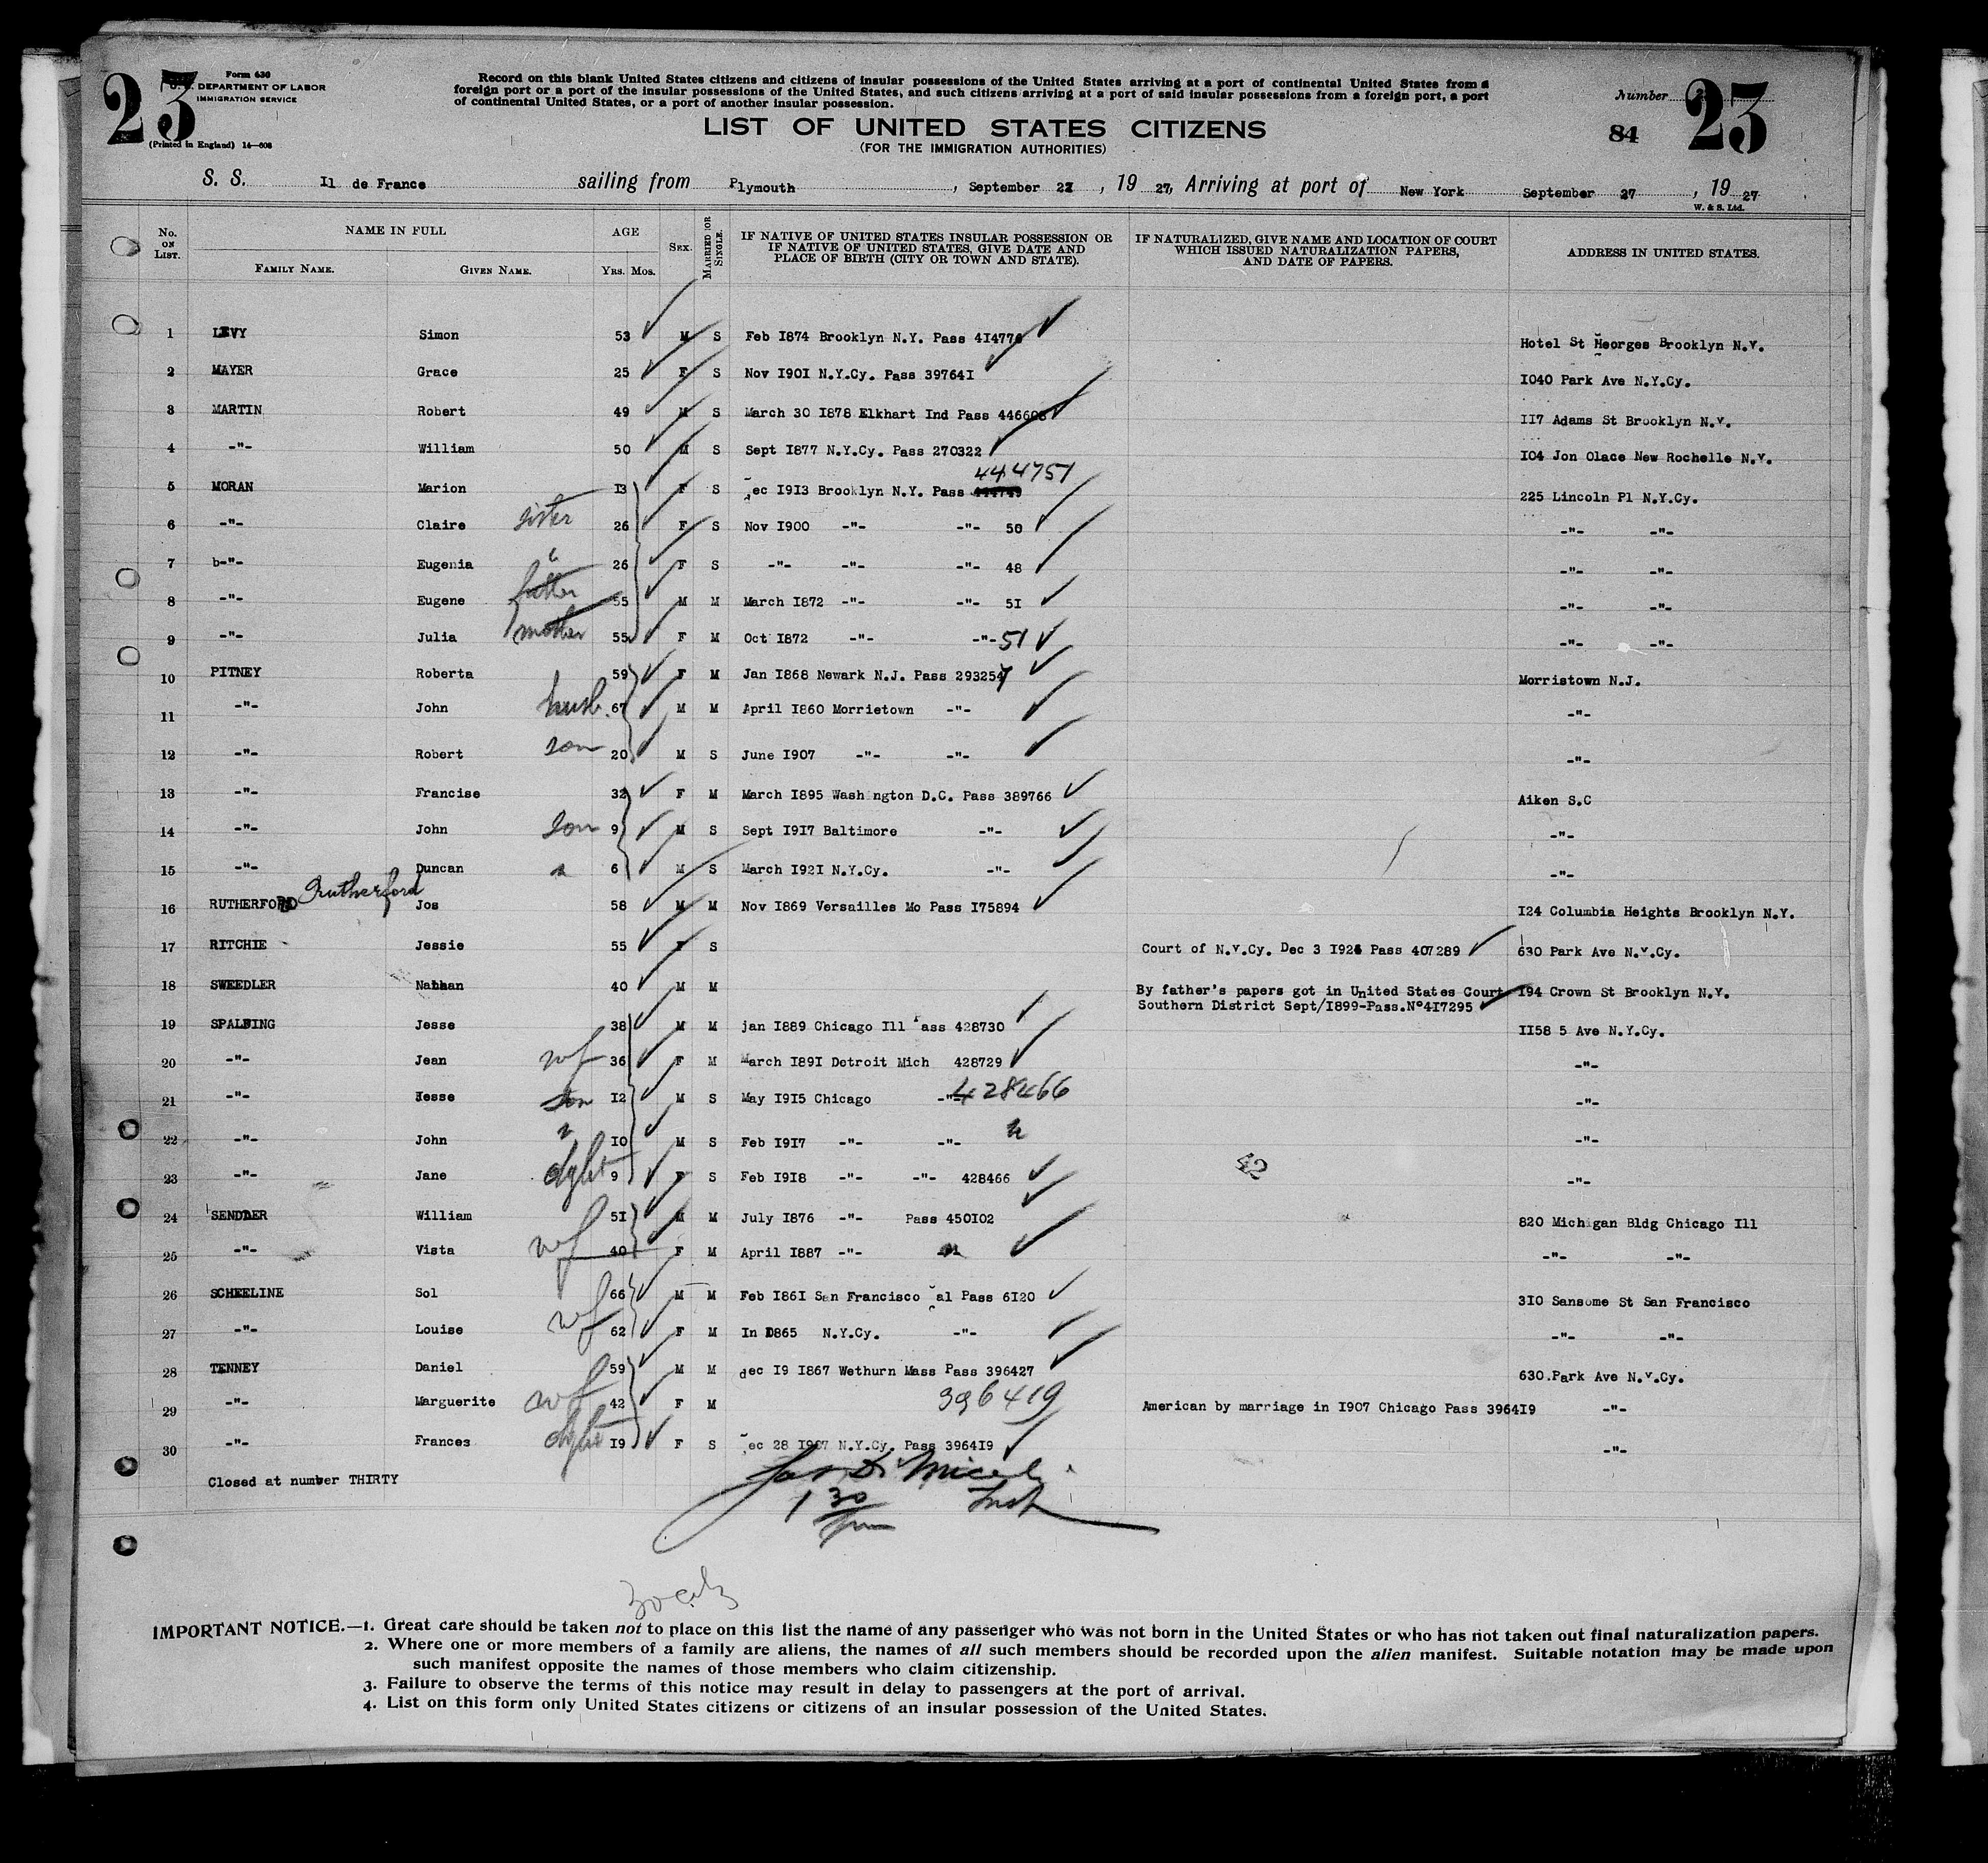 23
Form 630
U. S. DEPARTMENT OF LABOR
IMMIGRATION SERVICE
(Printed in England) 14—608
Record on this blank United States citizens and citizens of insular possessions of the United States arriving at a port of continental United States from a
foreign port or a port of the insular possessions of the United States, and such citizens arriving at a port of said insular possessions from a foreign port, a port
of continental United States, or a port of another insular possession.
Number 23
84
LIST OF UNITED STATES CITIZENS
(FOR THE IMMIGRATION AUTHORITIES)
S. S. Il de France sailing from Plymouth, September 22, 1927, Arriving at port of New York September 27, 1927
W. & S. Ltd.
No. on List. NAME IN FULL AGE Sex. Married or Single. IF NATIVE OF UNITED STATES INSULAR POSSESSION OR IF NATIVE OF UNITED STATES, GIVE DATE AND PLACE OF BIRTH (CITY OR TOWN AND STATE). IF NATURALIZED, GIVE NAME AND LOCATION OF COURT WHICH ISSUED NATURALIZATION PAPERS, AND DATE OF PAPERS. ADDRESS IN UNITED STATES.
Family Name. Given Name. Yrs. Mos.
1 LEVY Simon 53 M S Feb 1874 Brooklyn N.Y. Pass 414776 Hotel St Heorges Brooklyn N.Y.
2 MAYER Grace 25 F S Nov 1901 N.Y.Cy. Pass 397641 1040 Park Ave N.Y.Cy.
3 MARTIN Robert 49 M S March 30 1878 Elkhart Ind Pass 446608 117 Adams St Brooklyn N.Y.
4 -"- William 50 M S Sept 1877 N.Y.Cy. Pass 270322 104 Jon Olace New Rochelle N.Y.
444751
5 MORAN Marion 13 F S Dec 1913 Brooklyn N.Y. Pass 225 Lincoln Pl N.Y.Cy.
6 -"- Claire sister 26 F S Nov 1900 -"- -"- 50 -"- -"-
7 b-"- Eugenia " 26 F S -"- -"- -"- 48 -"- -"-
8 -"- Eugene father 55 M M March 1872 -"- -"- 51 -"- -"-
9 -"- Julia mother 55 F M Oct 1872 -"- -"- 51 -"- -"-
10 PITNEY Roberta 59 F M Jan 1868 Newark N.J. Pass 293257 Morristown N.J.
11 -"- John husb. 67 M M April 1860 Morrietown -"- -"-
12 -"- Robert son 20 M S June 1907 -"- -"- -"-
13 -"- Francise 32 F M March 1895 Washington D.C. Pass 389766 Aiken S.C
14 -"- John son 9 M S Sept 1917 Baltimore -"- -"-
15 -"- Duncan " 6 M S March 1921 N.Y.Cy. -"- -"-
16 RUTHERFORD Rutherford Jos 58 M M Nov 1869 Versailles Mo Pass 175894 124 Columbia Heights Brooklyn N.Y.
17 RITCHIE Jessie 55 F S Court of N.Y.Cy. Dec 3 1926 Pass 407289 630 Park Ave N.Y.Cy.
18 SWEEDLER Nathan 40 M M By father's papers got in United States Court 194 Crown St Brooklyn N.Y.
Southern District Sept/1899-Pass.N°417295
19 SPALDING Jesse 38 M M jan 1889 Chicago Ill Pass 428730 1158 5 Ave N.Y.Cy.
20 -"- Jean wf 36 F M March 1891 Detroit Mich 428729 -"-
21 -"- Jesse son 12 M S May 1915 Chicago -"- 428466 -"-
22 -"- John " 10 M S Feb 1917 -"- -"- " -"-
23 -"- Jane dght 9 F S Feb 1918 -"- -"- 428466 -"-
24 SENDDER William 51 M M July 1876 -"- Pass 450102 820 Michigan Bldg Chicago Ill
25 -"- Vista wf 40 F M April 1887 -"- -"- -"-
26 SCHEELINE Sol 66 M M Feb 1861 San Francisco Cal Pass 6120 310 Sansome St San Francisco
27 -"- Louise wf 62 F M In D865 N.Y.Cy. -"- -"- -"-
28 TENNEY Daniel 59 M M dec 19 1867 Wethurn Mass Pass 396427 630.Park Ave N.Y.Cy.
29 -"- Marguerite wf 42 F M 396419 American by marriage in 1907 Chicago Pass 396419 -"-
30 -"- Frances dght 19 F S Dec 28 1907 N.Y.Cy. Pass 396419 -"-
Closed at number THIRTY
Jas Di Miceli
1 30 pm Insp
IMPORTANT NOTICE.—1. Great care should be taken not to place on this list the name of any passenger who was not born in the United States or who has not taken out final naturalization papers.
2. Where one or more members of a family are aliens, the names of all such members should be recorded upon the alien manifest. Suitable notation may be made upon
such manifest opposite the names of those members who claim citizenship.
3. Failure to observe the terms of this notice may result in delay to passengers at the port of arrival.
4. List on this form only United States citizens or citizens of an insular possession of the United States.